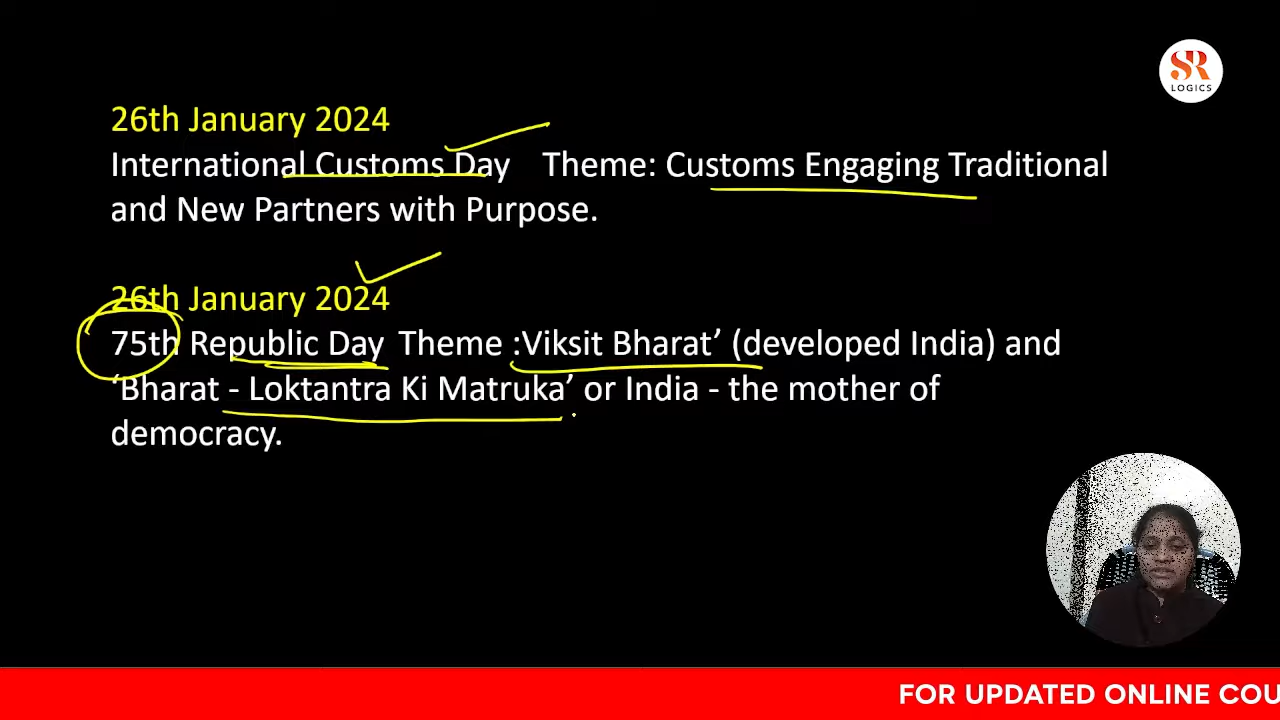 SR
LOGICS
26th January 2024
International Customs Day Theme: Customs Engaging Traditional
and New Partners with Purpose.
26th January 2024
75th Republic Day Theme :Viksit Bharat’ (developed India) and
‘Bharat - Loktantra Ki Matruka’ or India - the mother of
democracy.
FOR UPDATED ONLINE COU